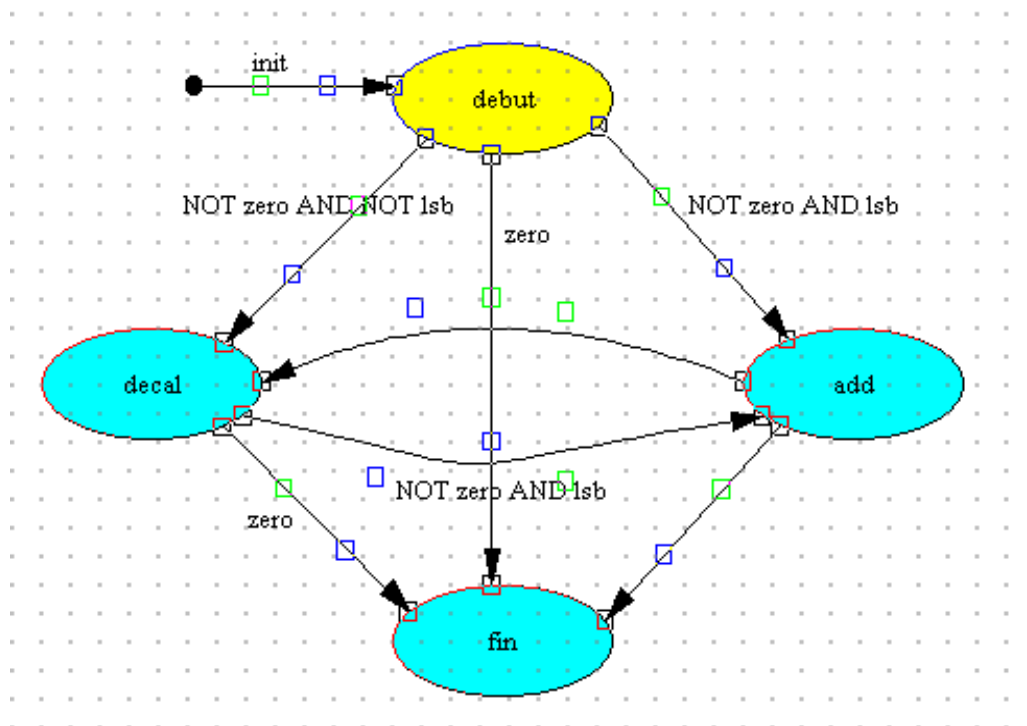 init
debut
NOT zero AND NOT lsb
NOT zero AND lsb
zero
decal
add
NOT zero AND lsb
zero
fin